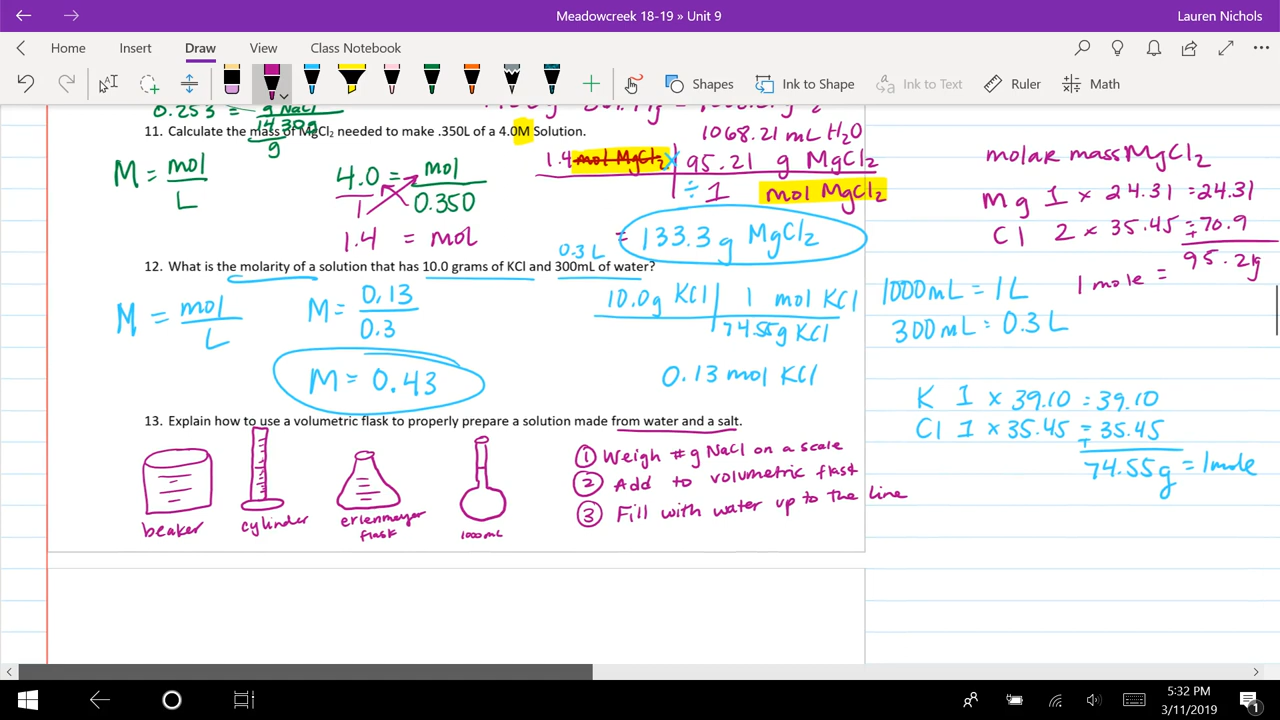 Meadowcreek 18-19 » Unit 9
Lauren Nichols
Home Insert Draw View Class Notebook
Shapes Ink to Shape Ink to Text Ruler Math
0.253 = g NaCl
1430g
g
1068.21 mL H2O
11. Calculate the mass of MgCl2 needed to make .350L of a 4.0M Solution.
M = mol
L
4.0 = mol
1 0.350
1.4 = mol
1.4 mol MgCl2 x 95.21 g MgCl2
÷ 1 mol MgCl2
= 133.3g MgCl2
molar mass MgCl2
Mg 1 x 24.31 = 24.31
Cl 2 x 35.45 = 70.9
+
1 mole = 95.21g
0.3 L
12. What is the molarity of a solution that has 10.0 grams of KCl and 300mL of water?
M = mol
L
M = 0.13
0.3
M = 0.43
10.0g KCl 1 mol KCl
74.55g KCl
0.13 mol KCl
1000mL = 1L
300mL = 0.3 L
K 1 x 39.10 = 39.10
Cl 1 x 35.45 = 35.45
+
74.55g = 1mole
13. Explain how to use a volumetric flask to properly prepare a solution made from water and a salt.
beaker
cylinder
erlenmeyer
flask
1000mL
① Weigh #g NaCl on a scale
② Add to volumetric flast
③ Fill with water up to the line
5:32 PM
3/11/2019
1